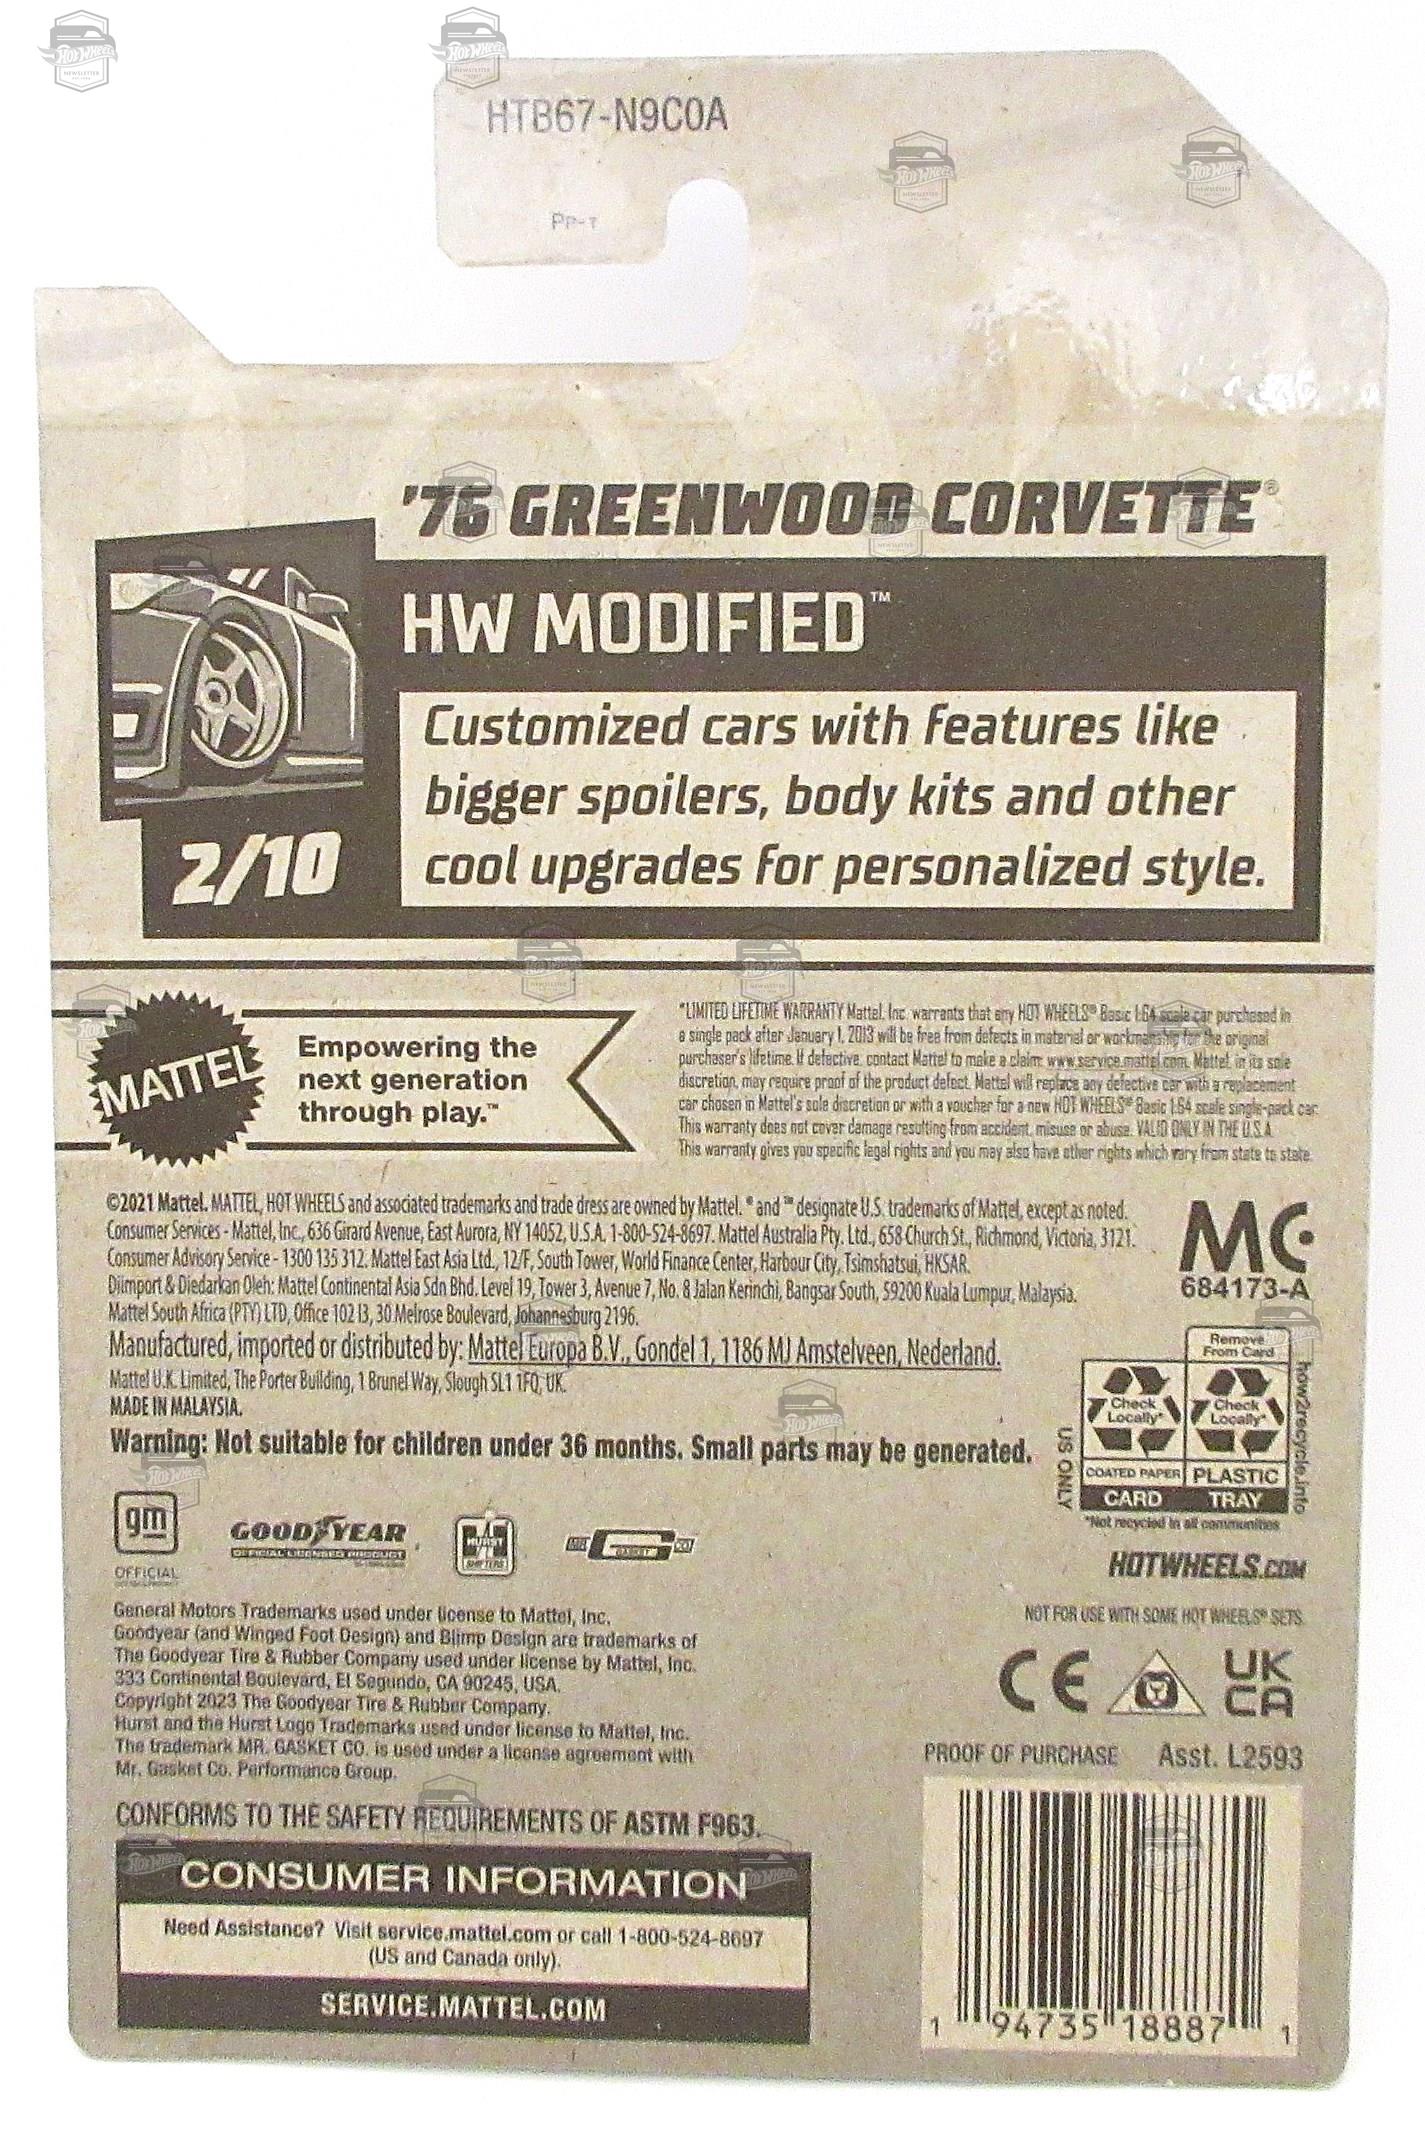 HTB67-N9C0A
'76 GREENWOOD CORVETTE®
HW MODIFIED™
Customized cars with features like
bigger spoilers, body kits and other
cool upgrades for personalized style.
2/10
MATTEL
Empowering the
next generation
through play.™
*LIMITED LIFETIME WARRANTY Mattel, Inc. warrants that any HOT WHEELS® Basic 1:64 scale car purchased in
a single pack after January 1, 2013 will be free from defects in material or workmanship for the original
purchaser's lifetime. If defective, contact Mattel to make a claim: www.service.mattel.com. Mattel, in its sole
discretion, may require proof of the product defect. Mattel will replace any defective car with a replacement
car chosen in Mattel's sole discretion or with a voucher for a new HOT WHEELS® Basic 1:64 scale single-pack car.
This warranty does not cover damage resulting from accident, misuse or abuse. VALID ONLY IN THE U.S.A.
This warranty gives you specific legal rights and you may also have other rights which vary from state to state.
©2021 Mattel. MATTEL, HOT WHEELS and associated trademarks and trade dress are owned by Mattel. ® and ™ designate U.S. trademarks of Mattel, except as noted.
Consumer Services - Mattel, Inc., 636 Girard Avenue, East Aurora, NY 14052, U.S.A. 1-800-524-8697. Mattel Australia Pty. Ltd., 658 Church St., Richmond, Victoria, 3121.
Consumer Advisory Service - 1300 135 312. Mattel East Asia Ltd., 12/F, South Tower, World Finance Center, Harbour City, Tsimshatsui, HKSAR.
Diimport & Diedarkan Oleh: Mattel Continental Asia Sdn Bhd. Level 19, Tower 3, Avenue 7, No. 8 Jalan Kerinchi, Bangsar South, 59200 Kuala Lumpur, Malaysia.
Mattel South Africa (PTY) LTD, Office 102 I3, 30 Melrose Boulevard, Johannesburg 2196.
Manufactured, imported or distributed by: Mattel Europa B.V., Gondel 1, 1186 MJ Amstelveen, Nederland.
Mattel U.K. Limited, The Porter Building, 1 Brunel Way, Slough SL1 1FQ, UK.
MADE IN MALAYSIA.
Warning: Not suitable for children under 36 months. Small parts may be generated.
MC
684173-A
Remove
From Card
Check
Locally*
Check
Locally*
COATED PAPER
PLASTIC
CARD
TRAY
US ONLY
how2recycle.info
*Not recycled in all communities
HOTWHEELS.COM
NOT FOR USE WITH SOME HOT WHEELS® SETS.
gm
OFFICIAL
GOODYEAR
OFFICIAL LICENSED PRODUCT
HURST
SHIFTERS
MR. GASKET CO
General Motors Trademarks used under license to Mattel, Inc.
Goodyear (and Winged Foot Design) and Blimp Design are trademarks of
The Goodyear Tire & Rubber Company used under license by Mattel, Inc.
333 Continental Boulevard, El Segundo, CA 90245, USA.
Copyright 2023 The Goodyear Tire & Rubber Company.
Hurst and the Hurst Logo Trademarks used under license to Mattel, Inc.
The trademark MR. GASKET CO. is used under a license agreement with
Mr. Gasket Co. Performance Group.
CONFORMS TO THE SAFETY REQUIREMENTS OF ASTM F963.
CONSUMER INFORMATION
Need Assistance? Visit service.mattel.com or call 1-800-524-8697
(US and Canada only).
SERVICE.MATTEL.COM
CE
UK
CA
PROOF OF PURCHASE Asst. L2593
1 94735 18887 1